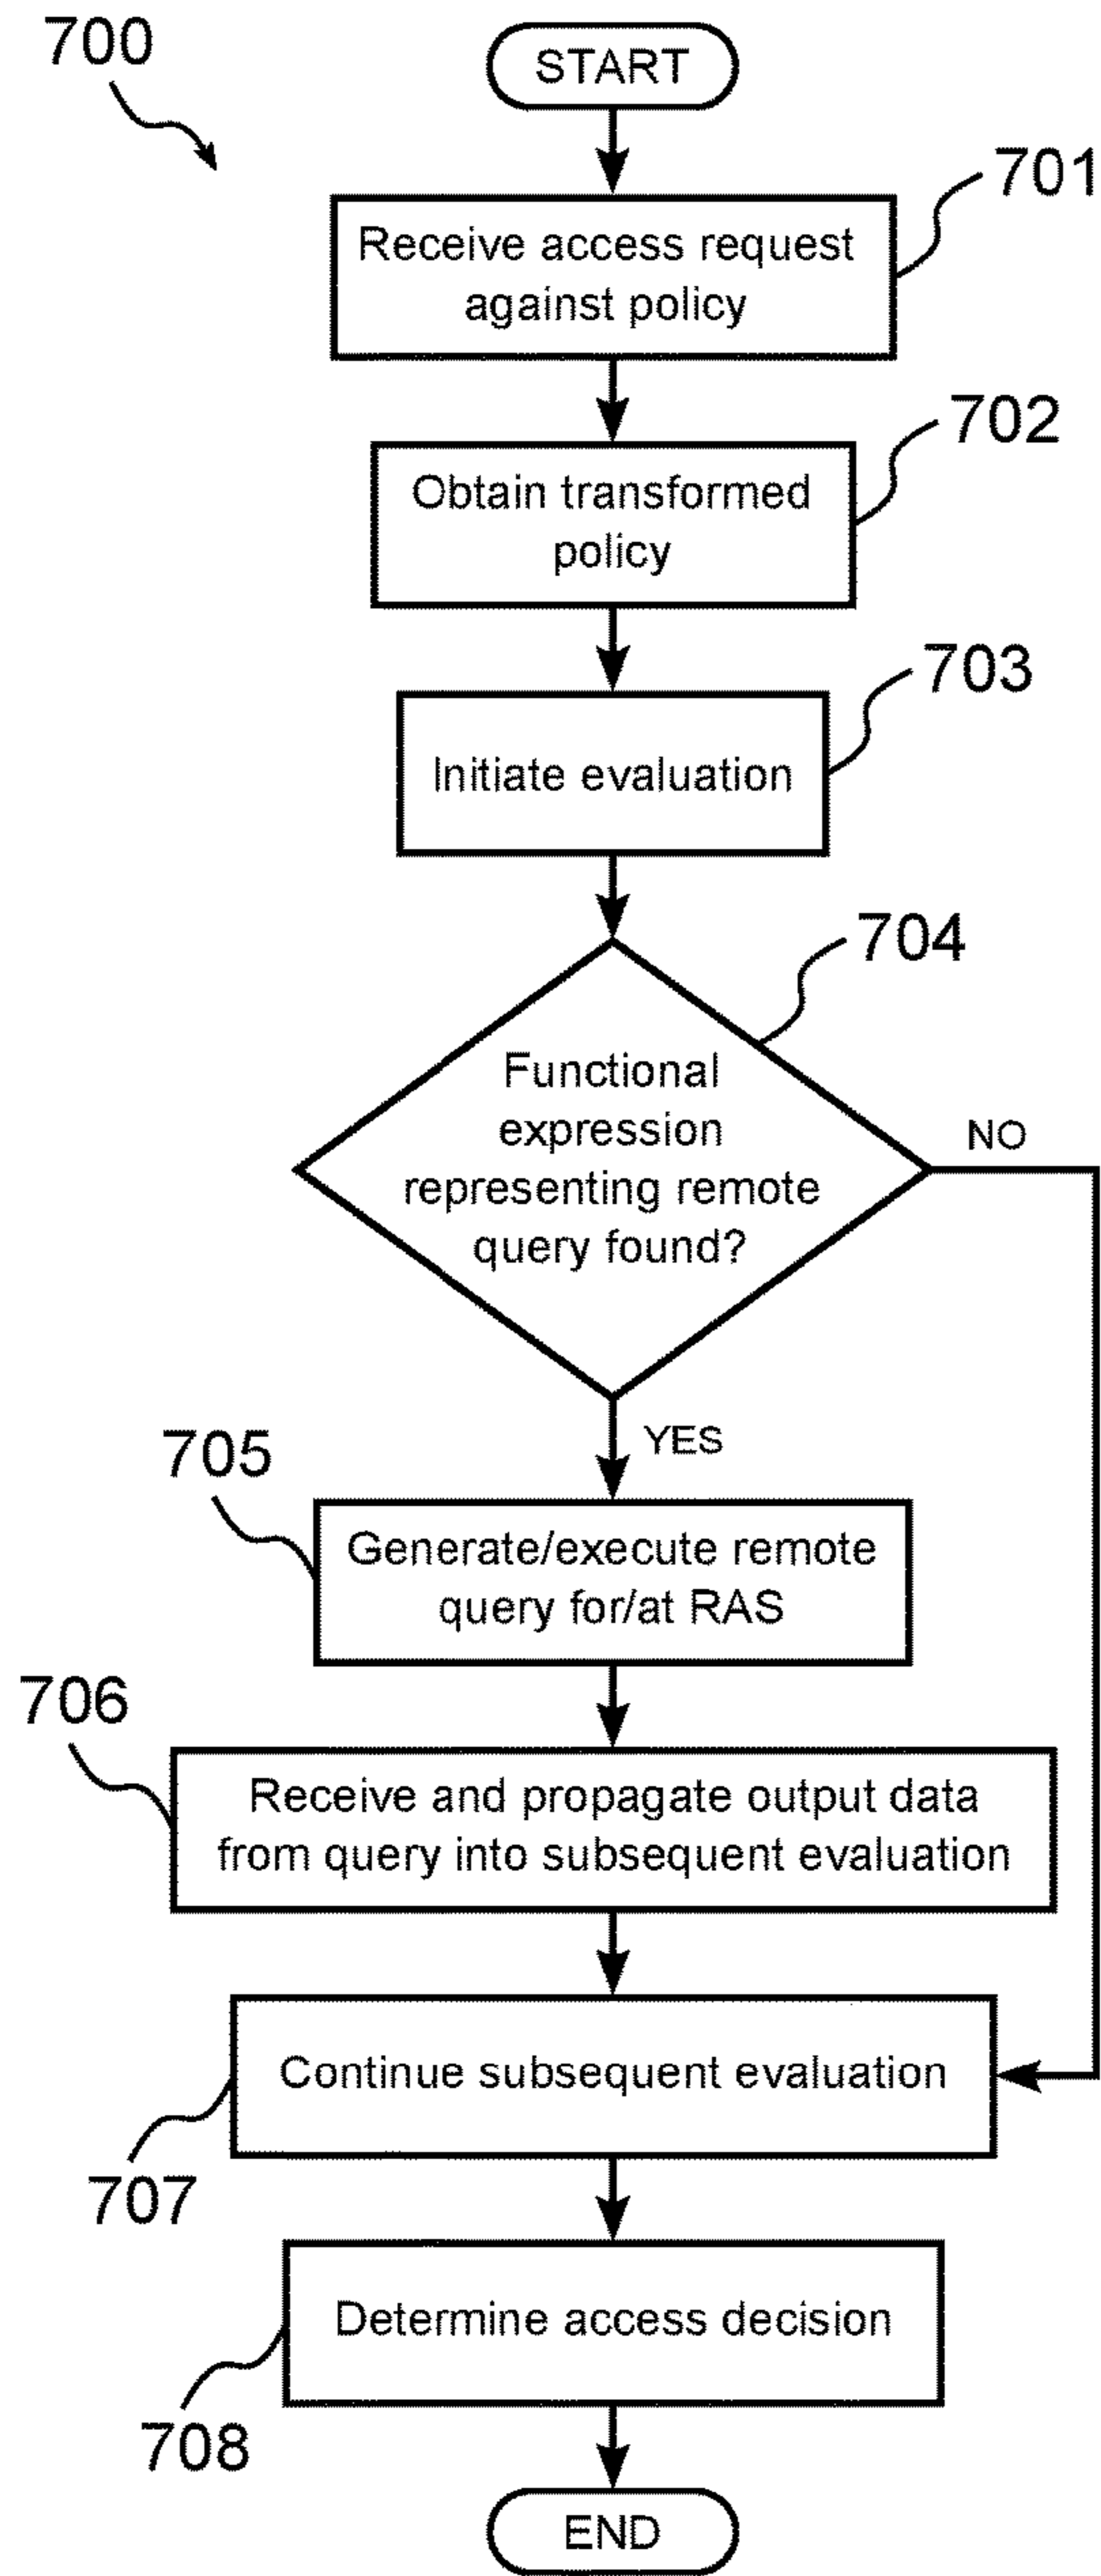 700
START
701
Receive access request
against policy
702
Obtain transformed
policy
703
Initiate evaluation
704
Functional
expression
representing remote
query found?
NO
YES
705
Generate/execute remote
query for/at RAS
706
Receive and propagate output data
from query into subsequent evaluation
Continue subsequent evaluation
707
Determine access decision
708
END